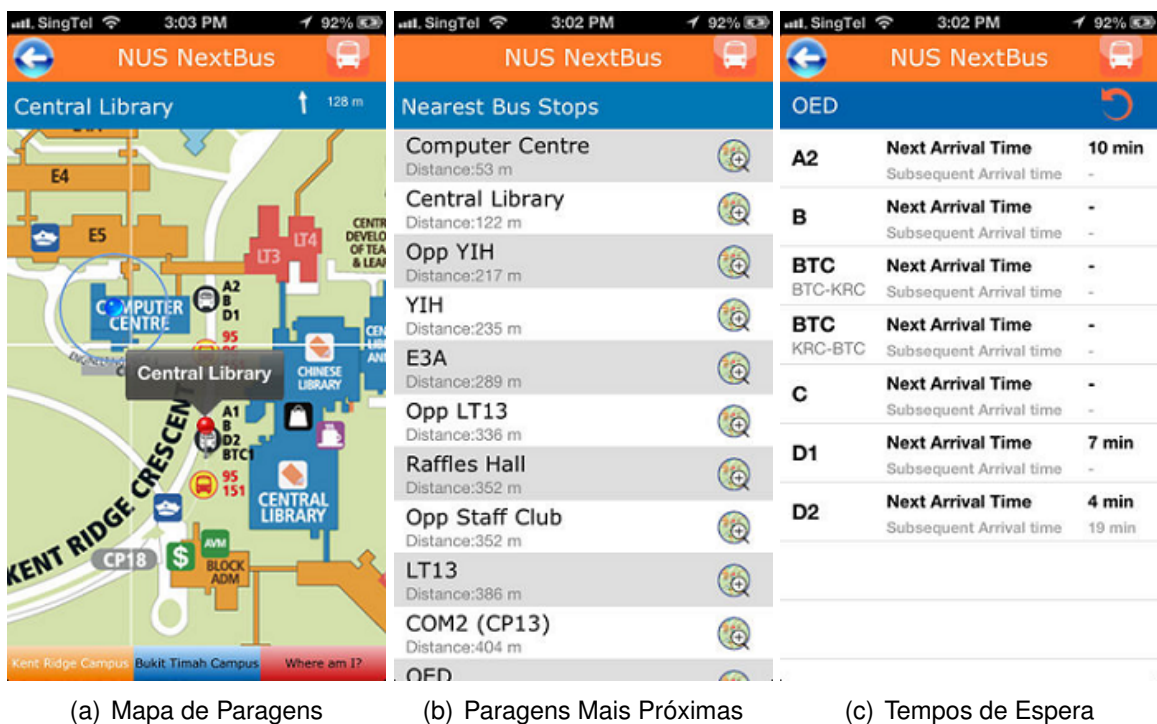 SingTel 3:03 PM 92%
NUS NextBus
Central Library 128 m
E4
E5
LT3
LT4
CENTR
DEVELO
OF TEA
& LEAR
A2
B
D1
COMPUTER
CENTRE
95
CHINESE
LIBRARY
Central Library
A1
B
D2
BTC1
95
151
CENTRAL
LIBRARY
KENT RIDGE CRESCENT
CP18
$
AVM
BLOCK
ADM
Kent Ridge Campus Bukit Timah Campus Where am I?
(a) Mapa de Paragens
SingTel 3:02 PM 92%
NUS NextBus
Nearest Bus Stops
Computer Centre
Distance:53 m
Central Library
Distance:122 m
Opp YIH
Distance:217 m
YIH
Distance:235 m
E3A
Distance:289 m
Opp LT13
Distance:336 m
Raffles Hall
Distance:352 m
Opp Staff Club
Distance:352 m
LT13
Distance:386 m
COM2 (CP13)
Distance:404 m
OED
(b) Paragens Mais Próximas
SingTel 3:02 PM 92%
NUS NextBus
OED
A2 Next Arrival Time 10 min
Subsequent Arrival time -
B Next Arrival Time -
Subsequent Arrival time -
BTC Next Arrival Time -
BTC-KRC Subsequent Arrival time -
BTC Next Arrival Time -
KRC-BTC Subsequent Arrival time -
C Next Arrival Time -
Subsequent Arrival time -
D1 Next Arrival Time 7 min
Subsequent Arrival time -
D2 Next Arrival Time 4 min
Subsequent Arrival time 19 min
(c) Tempos de Espera